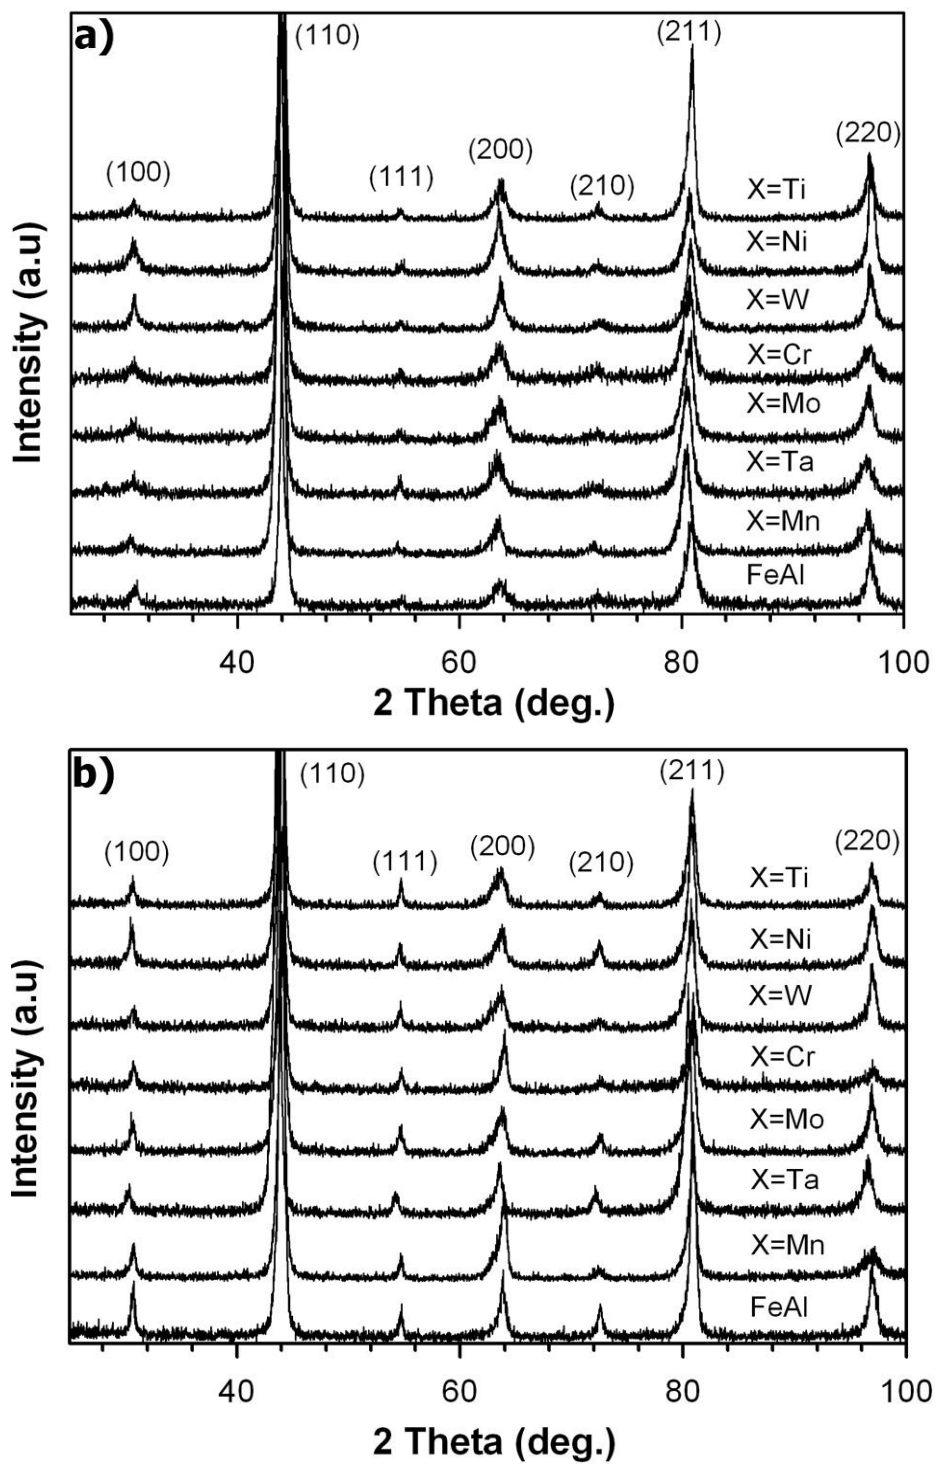 a)
(110)
(211)
(220)
(200)
(100)
(111)
(210)
X=Ti
X=Ni
X=W
X=Cr
X=Mo
X=Ta
X=Mn
FeAl
Intensity (a.u)
40 60 80 100
2 Theta (deg.)
b)
(110)
(211)
(220)
(200)
(100)
(111)
(210)
X=Ti
X=Ni
X=W
X=Cr
X=Mo
X=Ta
X=Mn
FeAl
Intensity (a.u)
40 60 80 100
2 Theta (deg.)